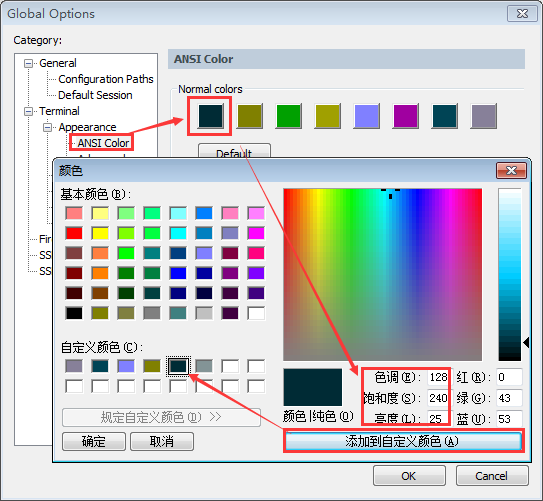 Global Options
Category:
General
Configuration Paths
Default Session
Terminal
Appearance
ANSI Color
ANSI Color
Normal colors
Default
Fir
SS
SS
颜色
基本颜色(B):
自定义颜色(C):
规定自定义颜色(D) >>
确定
取消
颜色|纯色(O)
色调(E): 128
饱和度(S): 240
亮度(L): 25
红(R): 0
绿(G): 43
蓝(U): 53
添加到自定义颜色(A)
OK
Cancel